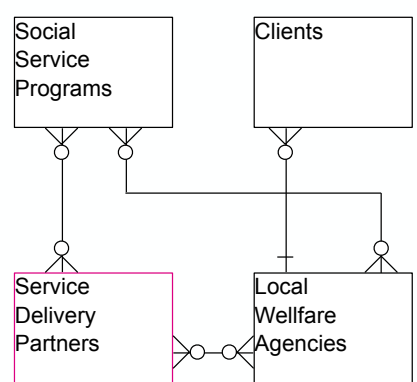 Social
Service
Programs
Clients
Service
Delivery
Partners
Local
Wellfare
Agencies